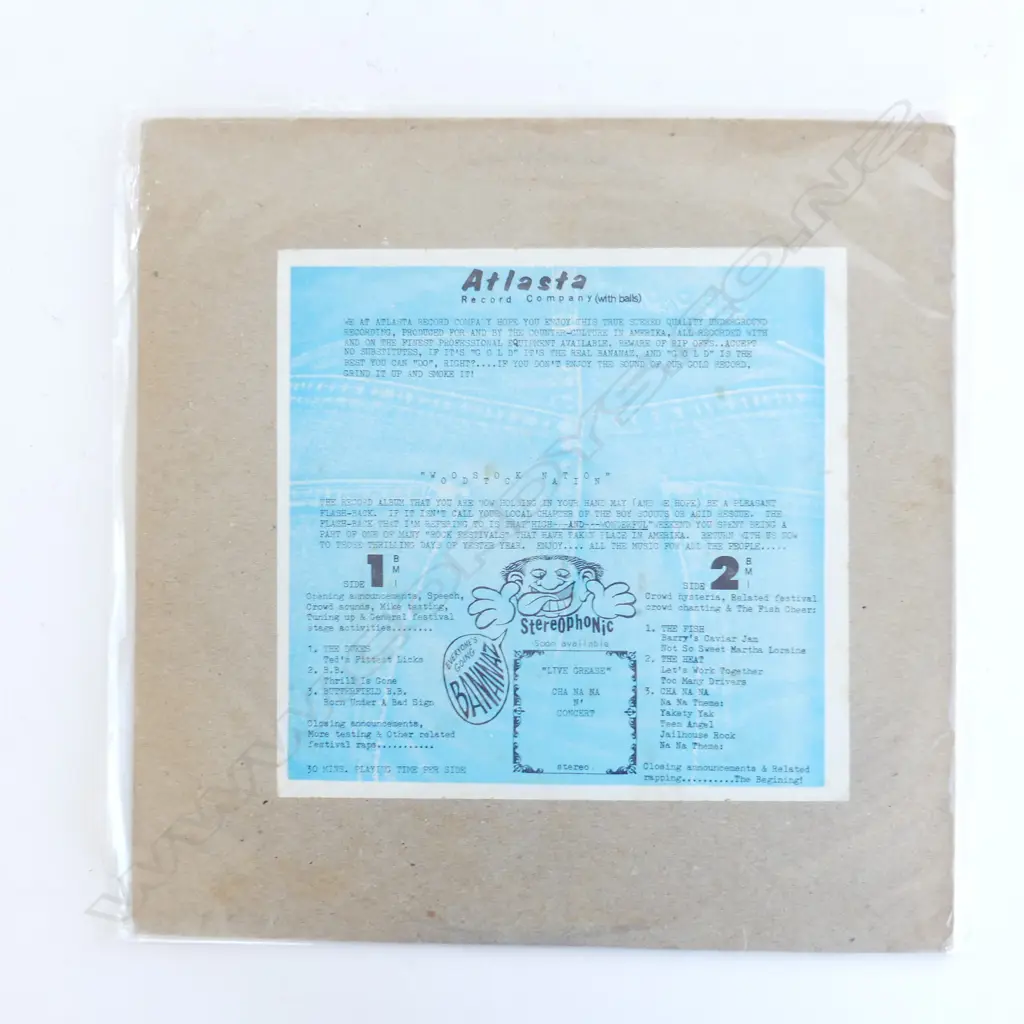 Atlasta
Record Company (with balls)
WE AT ATLASTA RECORD COMPANY HOPE YOU ENJOY THIS TRUE STEREO QUALITY UNDERGROUND
RECORDING, PRODUCED FOR AND BY THE COUNTER-CULTURE IN AMERIKA, ALL RECORDED WITH
AND ON THE FINEST PROFESSIONAL EQUIPMENT AVAILABLE. BEWARE OF RIP OFFS..ACCEPT
NO SUBSTITUTES, IF IT'S "G O L D" IT'S THE REAL BANANAZ, AND "G O L D" IS THE
BEST YOU CAN "DO", RIGHT?....IF YOU DON'T ENJOY THE SOUND OF OUR GOLD RECORD,
GRIND IT UP AND SMOKE IT!
"WOODSTOCK NATION"
THE RECORD ALBUM THAT YOU ARE NOW HOLDING IN YOUR HAND MAY (AND WE HOPE) BE A PLEASANT
FLASH-BACK. IF IT ISN'T CALL YOUR LOCAL CHAPTER OF THE BOY SCOUTS OR ACID RESCUE. THE
FLASH-BACK THAT I'M REFERING TO IS THAT "HIGH---AND---WONDERFUL" WEEKEND YOU SPENT BEING A
PART OF ONE OF MANY "ROCK FESTIVALS" THAT HAVE TAKEN PLACE IN AMERIKA. RETURN WITH US NOW
TO THOSE THRILLING DAYS OF YESTER YEAR. ENJOY.... ALL THE MUSIC FOR ALL THE PEOPLE.....
SIDE 1 BMI
Opening announcements, Speech,
Crowd sounds, Mike testing,
Tuning up & General festival
stage activities........
1. THE DUKES
Ted's Fittest Licks
2. B.B.
Thrill Is Gone
3. BUTTERFIELD B.B.
Born Under A Bad Sign
Closing announcements,
More testing & Other related
festival raps...........
30 MINS. PLAYING TIME PER SIDE
StereOphoNic
EVERYONE'S
GOING
BANANAZ
Soon available
"LIVE GREASE"
CHA NA NA
N'
CONCERT
stereo
SIDE 2 BMI
Crowd hysteria, Related festival
crowd chanting & The Fish Cheer:
1. THE FISH
Barry's Caviar Jam
Not So Sweet Martha Loraine
2. THE HEAT
Let's Work Together
Too Many Drivers
3. CHA NA NA
Na Na Theme:
Yakety Yak
Teen Angel
Jailhouse Rock
Na Na Theme:
Closing announcements & Related
rapping..........The Begining!